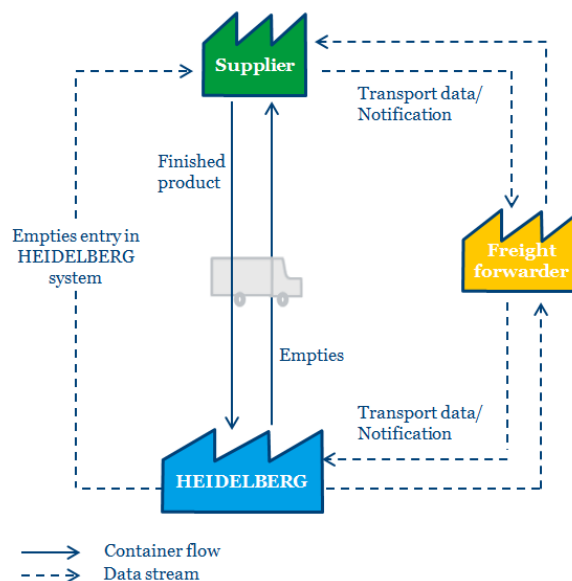 Supplier
Transport data/
Notification
Finished
product
Empties entry in
HEIDELBERG
system
Freight
forwarder
Empties
Transport data/
Notification
HEIDELBERG
Container flow
Data stream